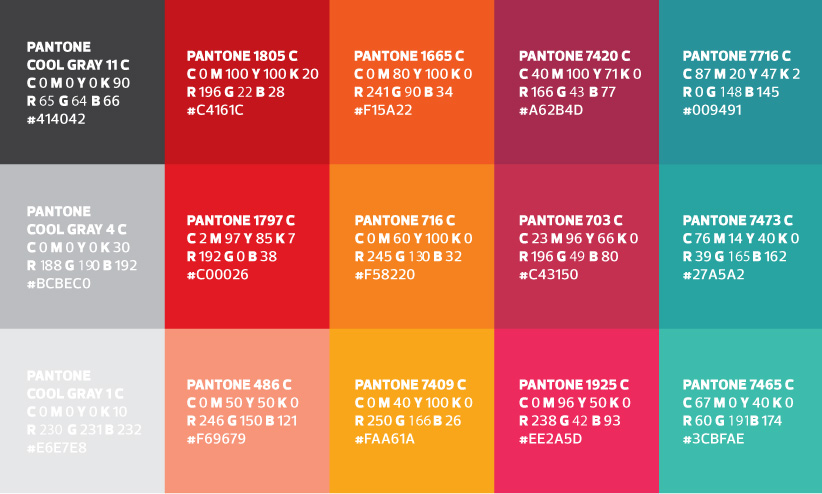 PANTONE
COOL GRAY 11 C
C 0 M 0 Y 0 K 90
R 65 G 64 B 66
#414042
PANTONE 1805 C
C 0 M 100 Y 100 K 20
R 196 G 22 B 28
#C4161C
PANTONE 1665 C
C 0 M 80 Y 100 K 0
R 241 G 90 B 34
#F15A22
PANTONE 7420 C
C 40 M 100 Y 71 K 0
R 166 G 43 B 77
#A62B4D
PANTONE 7716 C
C 87 M 20 Y 47 K 2
R 0 G 148 B 145
#009491
PANTONE
COOL GRAY 4 C
C 0 M 0 Y 0 K 30
R 188 G 190 B 192
#BCBEC0
PANTONE 1797 C
C 2 M 97 Y 85 K 7
R 192 G 0 B 38
#C00026
PANTONE 716 C
C 0 M 60 Y 100 K 0
R 245 G 130 B 32
#F58220
PANTONE 703 C
C 23 M 96 Y 66 K 0
R 196 G 49 B 80
#C43150
PANTONE 7473 C
C 76 M 14 Y 40 K 0
R 39 G 165 B 162
#27A5A2
PANTONE
COOL GRAY 1 C
C 0 M 0 Y 0 K 10
R 230 G 231 B 232
#E6E7E8
PANTONE 486 C
C 0 M 50 Y 50 K 0
R 246 G 150 B 121
#F69679
PANTONE 7409 C
C 0 M 40 Y 100 K 0
R 250 G 166 B 26
#FAA61A
PANTONE 1925 C
C 0 M 96 Y 50 K 0
R 238 G 42 B 93
#EE2A5D
PANTONE 7465 C
C 67 M 0 Y 40 K 0
R 60 G 191 B 174
#3CBFAE